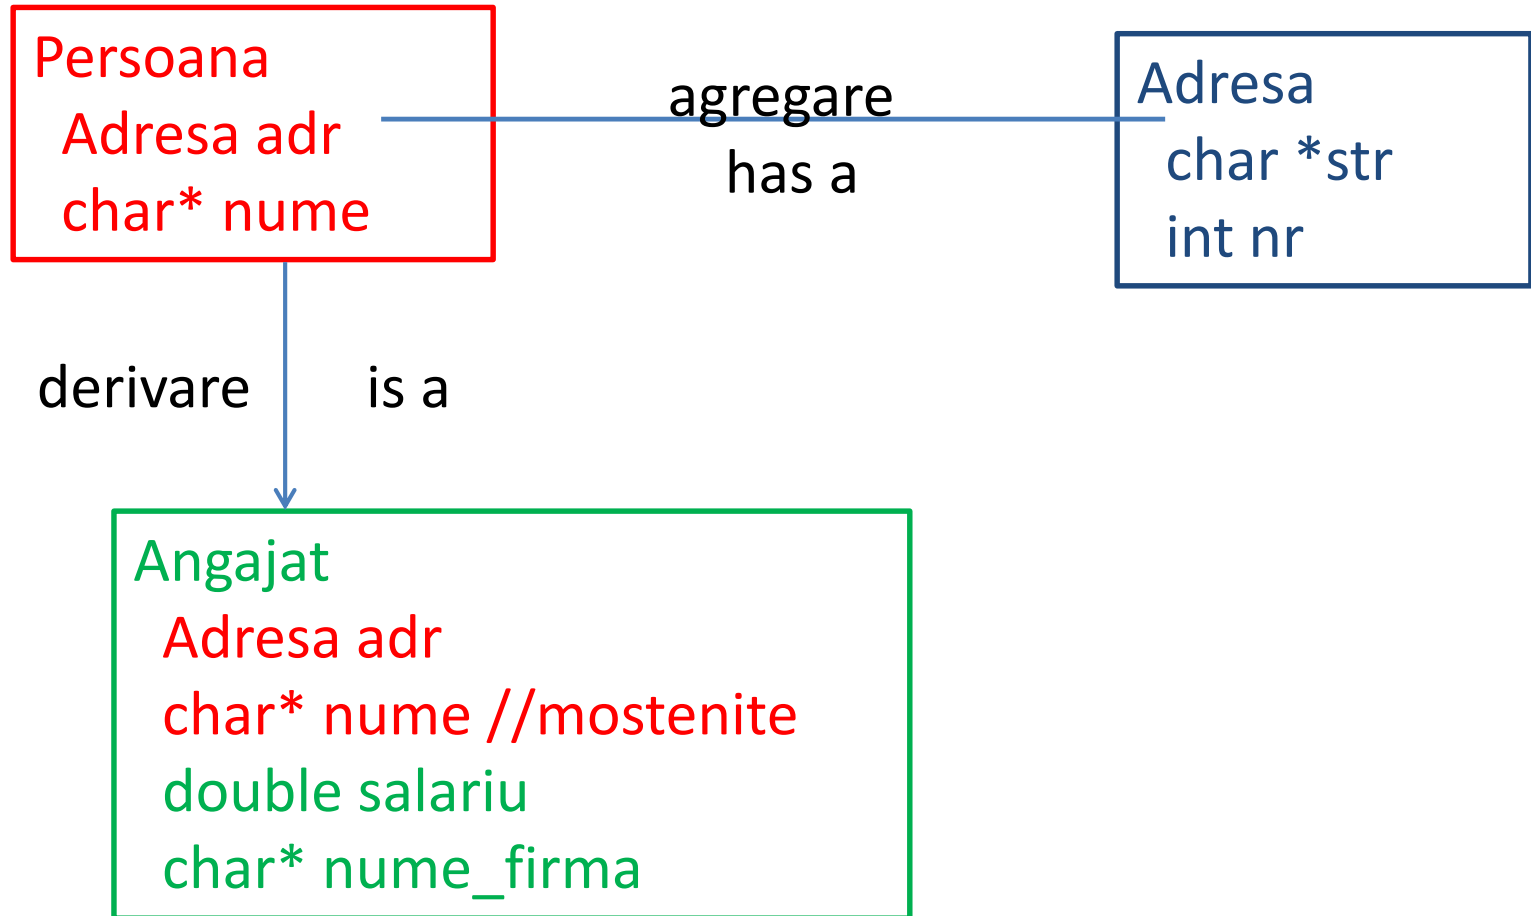 Persoana
Adresa adr
char* nume
agregare
has a
Adresa
char *str
int nr
derivare
is a
Angajat
Adresa adr
char* nume //mostenite
double salariu
char* nume_firma